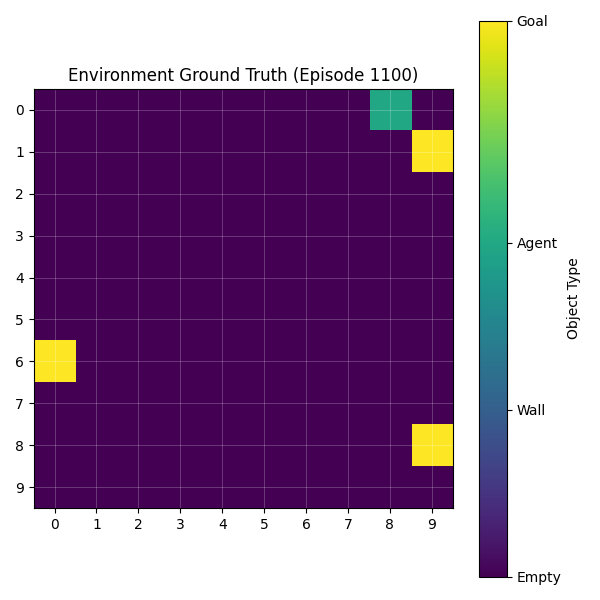 Environment Ground Truth (Episode 1100)
0
1
2
3
4
5
6
7
8
9
0 1 2 3 4 5 6 7 8 9
Goal
Agent
Wall
Empty
Object Type